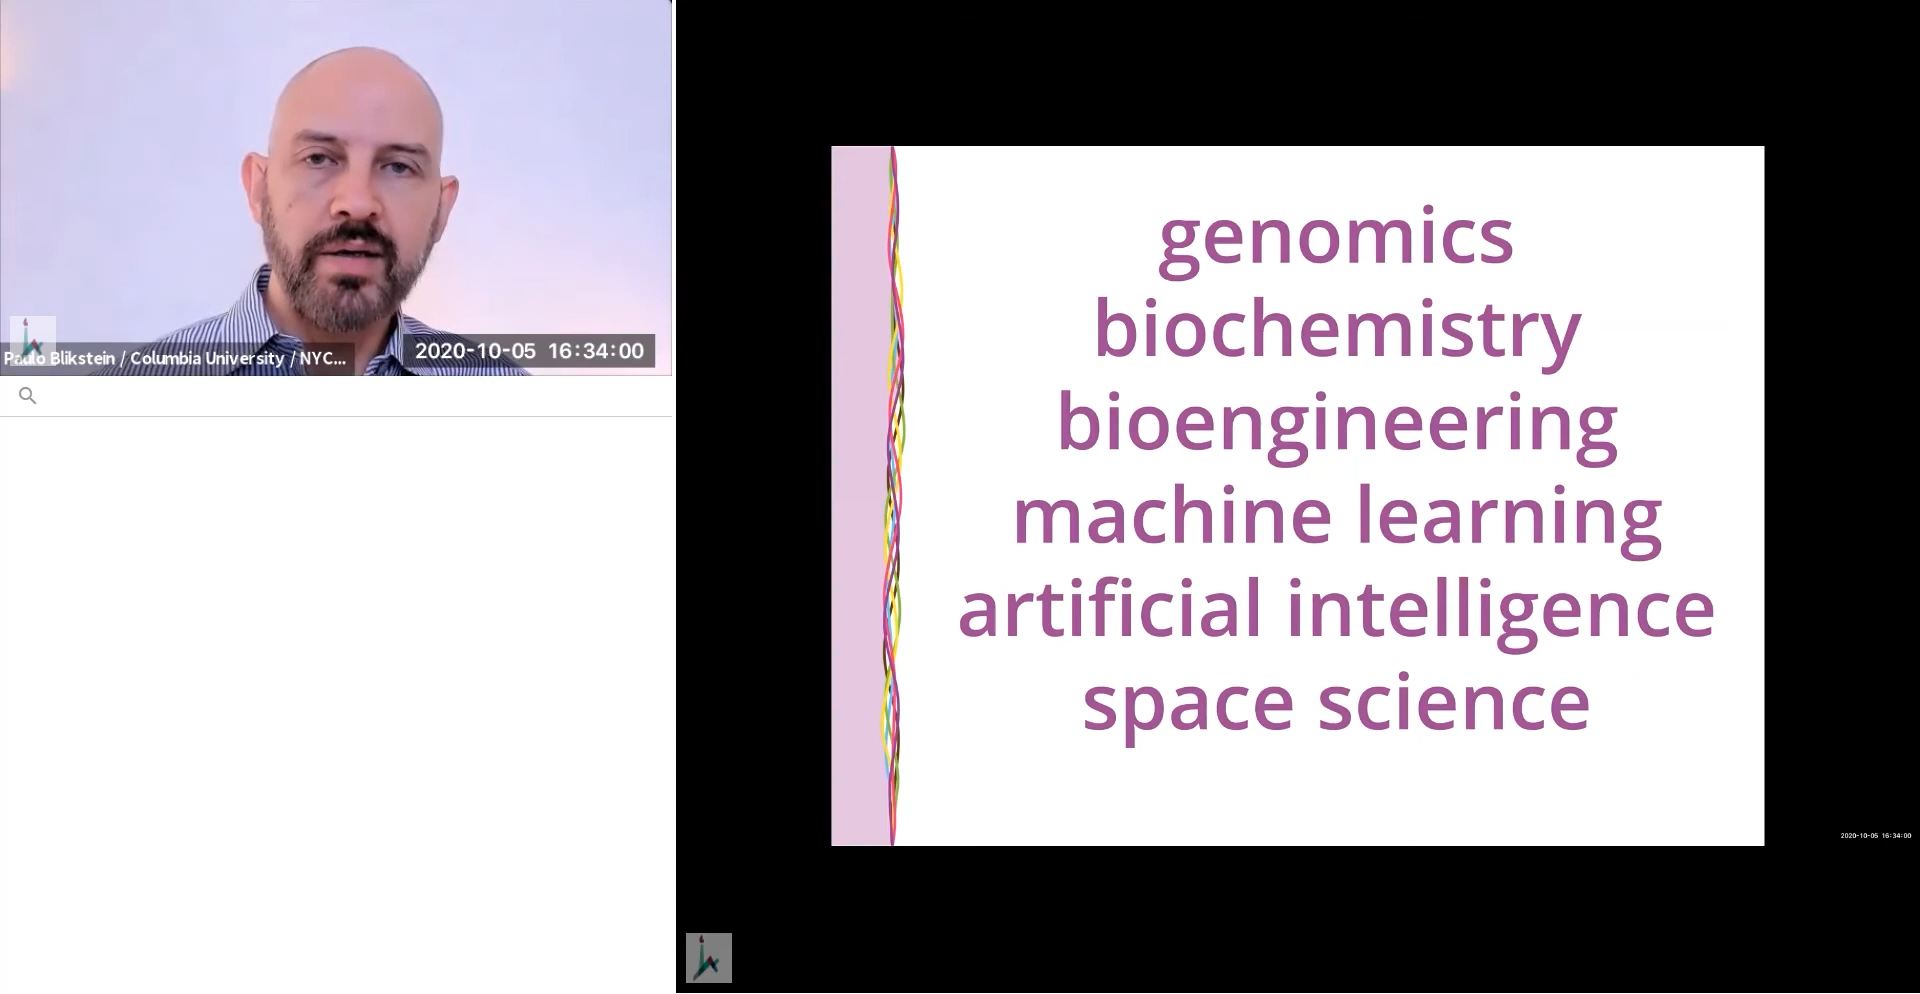 Paulo Blikstein / Columbia University / NYC...
2020-10-05 16:34:00
genomics
biochemistry
bioengineering
machine learning
artificial intelligence
space science
2020-10-05 16:34:00